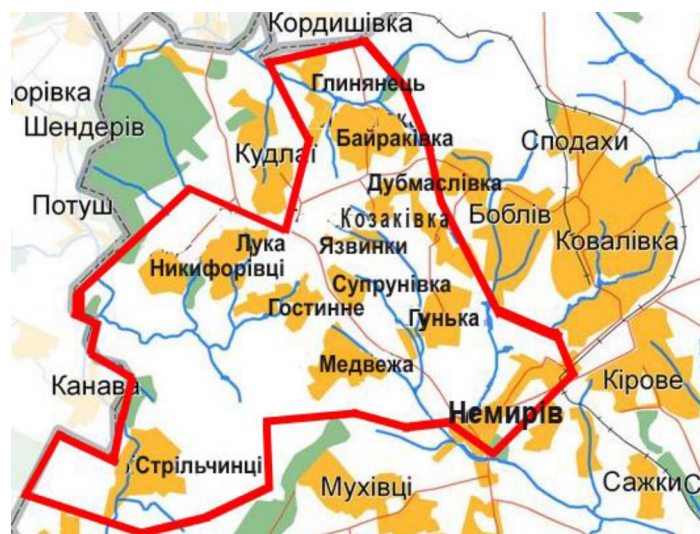 Кордишівка
Глинянець
орівка
Шендерів
Байраківка
Сподахи
Кудлаї
Дубмаслівка
Потуш
Козаківка
Боблів
Лука
Язвинки
Ковалівка
Никифорівці
Супрунівка
Гостинне
Гунька
Медвежа
Канава
Кірове
Немирів
Стрільчинці
Мухівці
Сажки
С